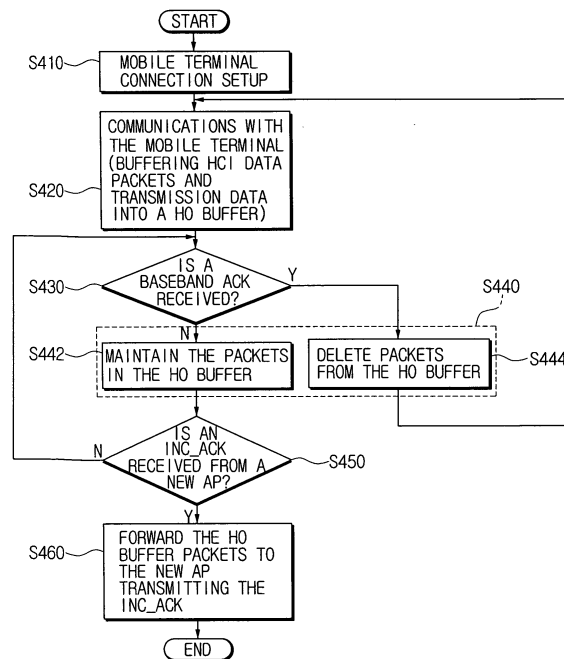 START
S410
MOBILE TERMINAL
CONNECTION SETUP
S420
COMMUNICATIONS WITH
THE MOBILE TERMINAL
(BUFFERING HCI DATA
PACKETS AND
TRANSMISSION DATA
INTO A HO BUFFER)
S430
IS A
BASEBAND ACK
RECEIVED?
Y
N
S440
S442
MAINTAIN THE PACKETS
IN THE HO BUFFER
DELETE PACKETS
FROM THE HO BUFFER
S444
IS AN
INC_ACK
RECEIVED FROM A
NEW AP?
N
S450
Y
S460
FORWARD THE HO
BUFFER PACKETS TO
THE NEW AP
TRANSMITTING THE
INC_ACK
END